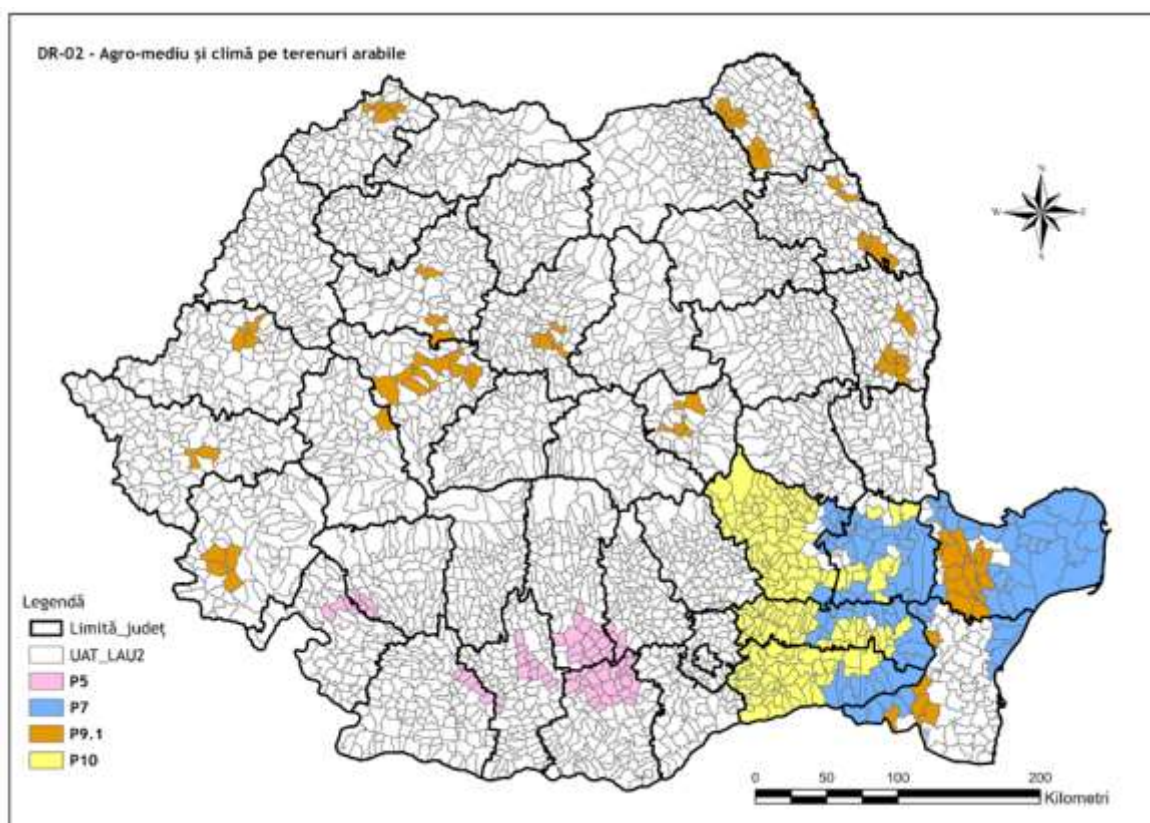 DR-02 - Agro-mediu și climă pe terenuri arabile
N
W
E
S
Legendă
Limită_județ
UAT_LAU2
P5
P7
P9.1
P10
0 50 100 200
Kilometri